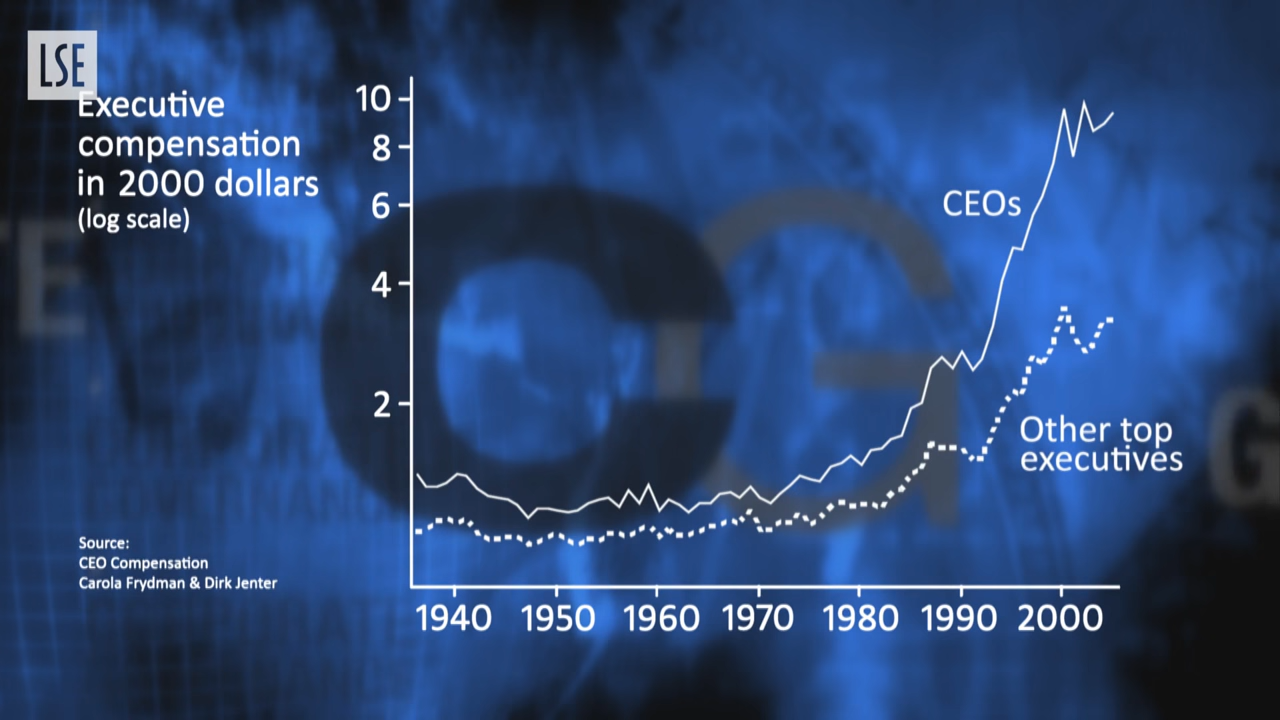 LSE
Executive
compensation
in 2000 dollars
(log scale)
10
8
6
4
2
CEOs
Other top
executives
1940 1950 1960 1970 1980 1990 2000
Source:
CEO Compensation
Carola Frydman & Dirk Jenter
TE
C
G
G